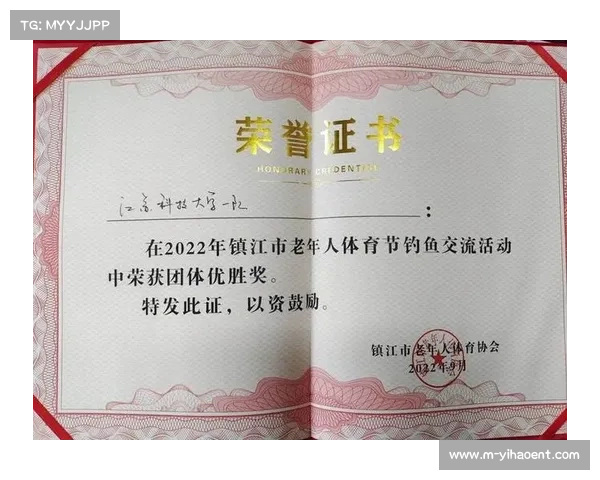 TG: MYYJJPP
荣誉证书
HONORARY CREDENTIAL
江苏科技大学一队：
在2022年镇江市老年人体育节钓鱼交流活动
中荣获团体优胜奖。
特发此证，以资鼓励。
镇江市老年人体育协会
2022年9月
www.m-yihaoent.com